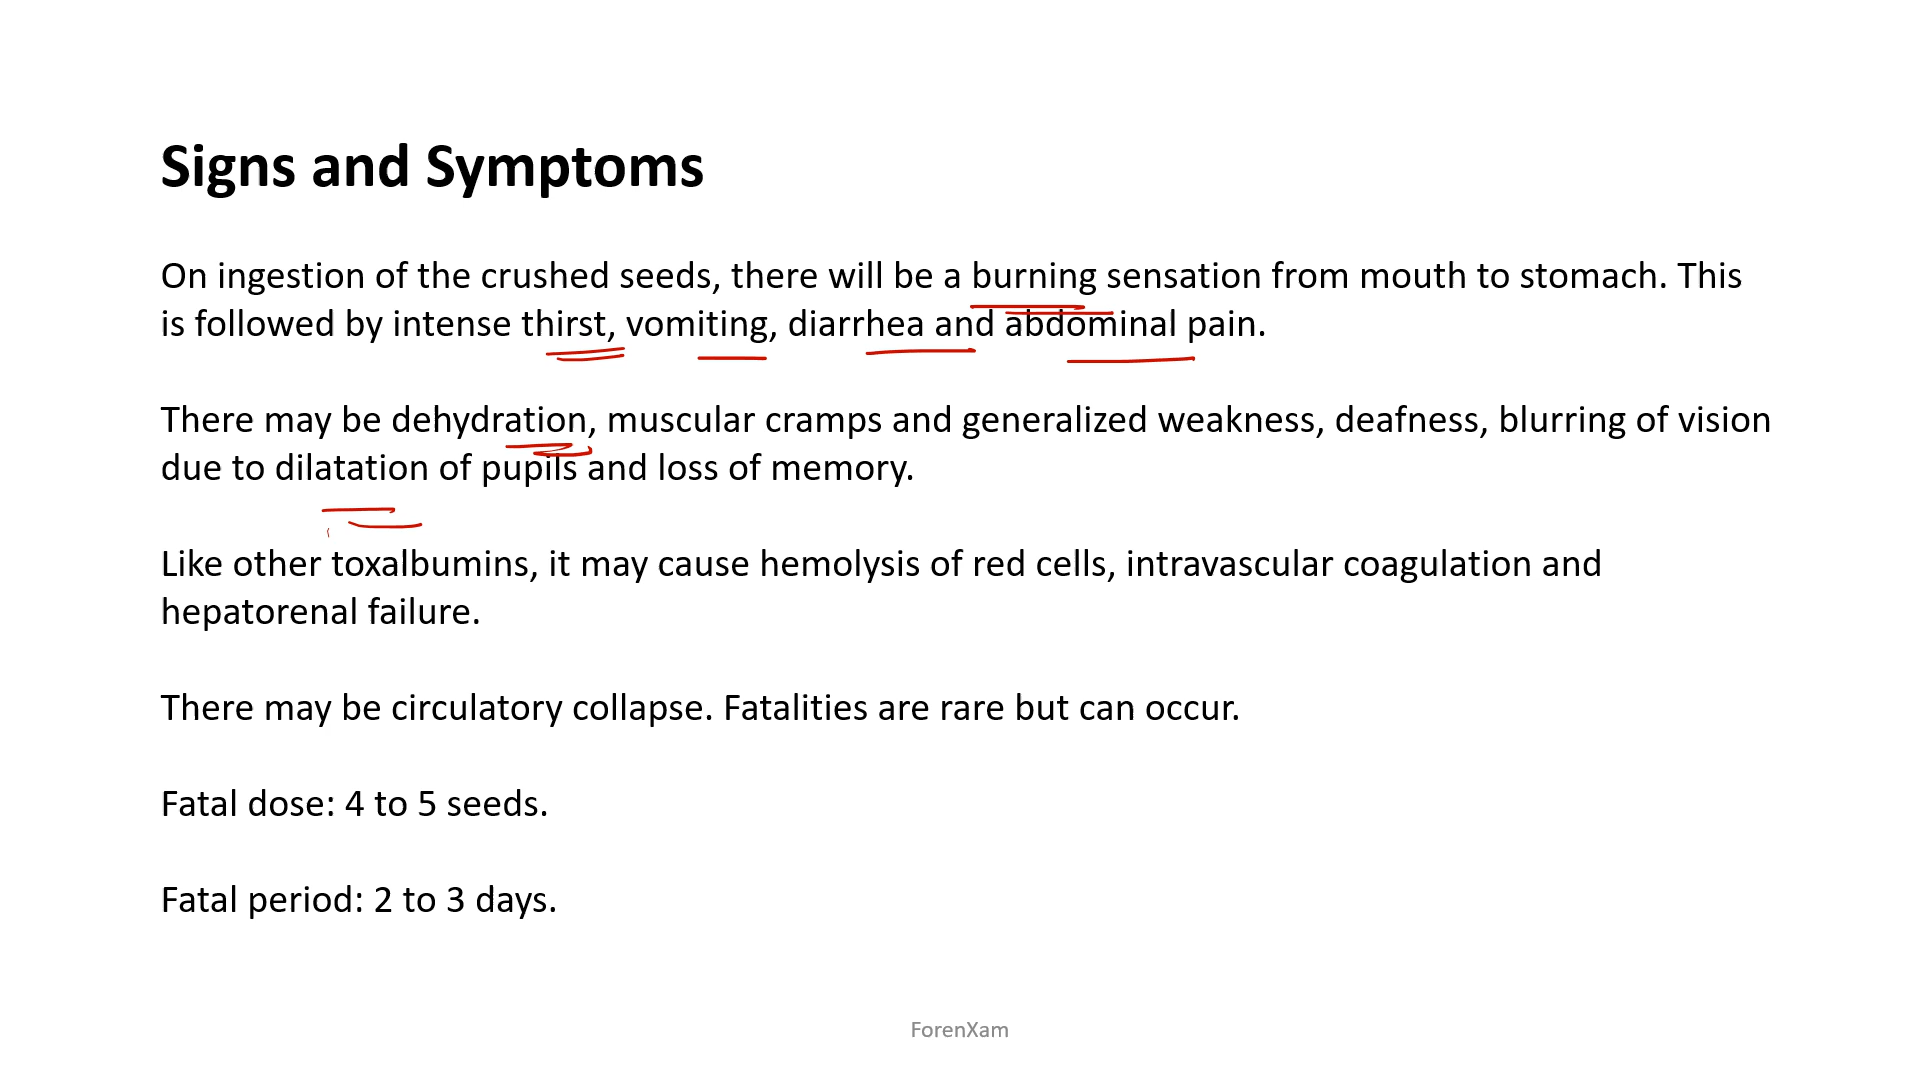 Signs and Symptoms
On ingestion of the crushed seeds, there will be a burning sensation from mouth to stomach. This
is followed by intense thirst, vomiting, diarrhea and abdominal pain.
There may be dehydration, muscular cramps and generalized weakness, deafness, blurring of vision
due to dilatation of pupils and loss of memory.
Like other toxalbumins, it may cause hemolysis of red cells, intravascular coagulation and
hepatorenal failure.
There may be circulatory collapse. Fatalities are rare but can occur.
Fatal dose: 4 to 5 seeds.
Fatal period: 2 to 3 days.
ForenXam